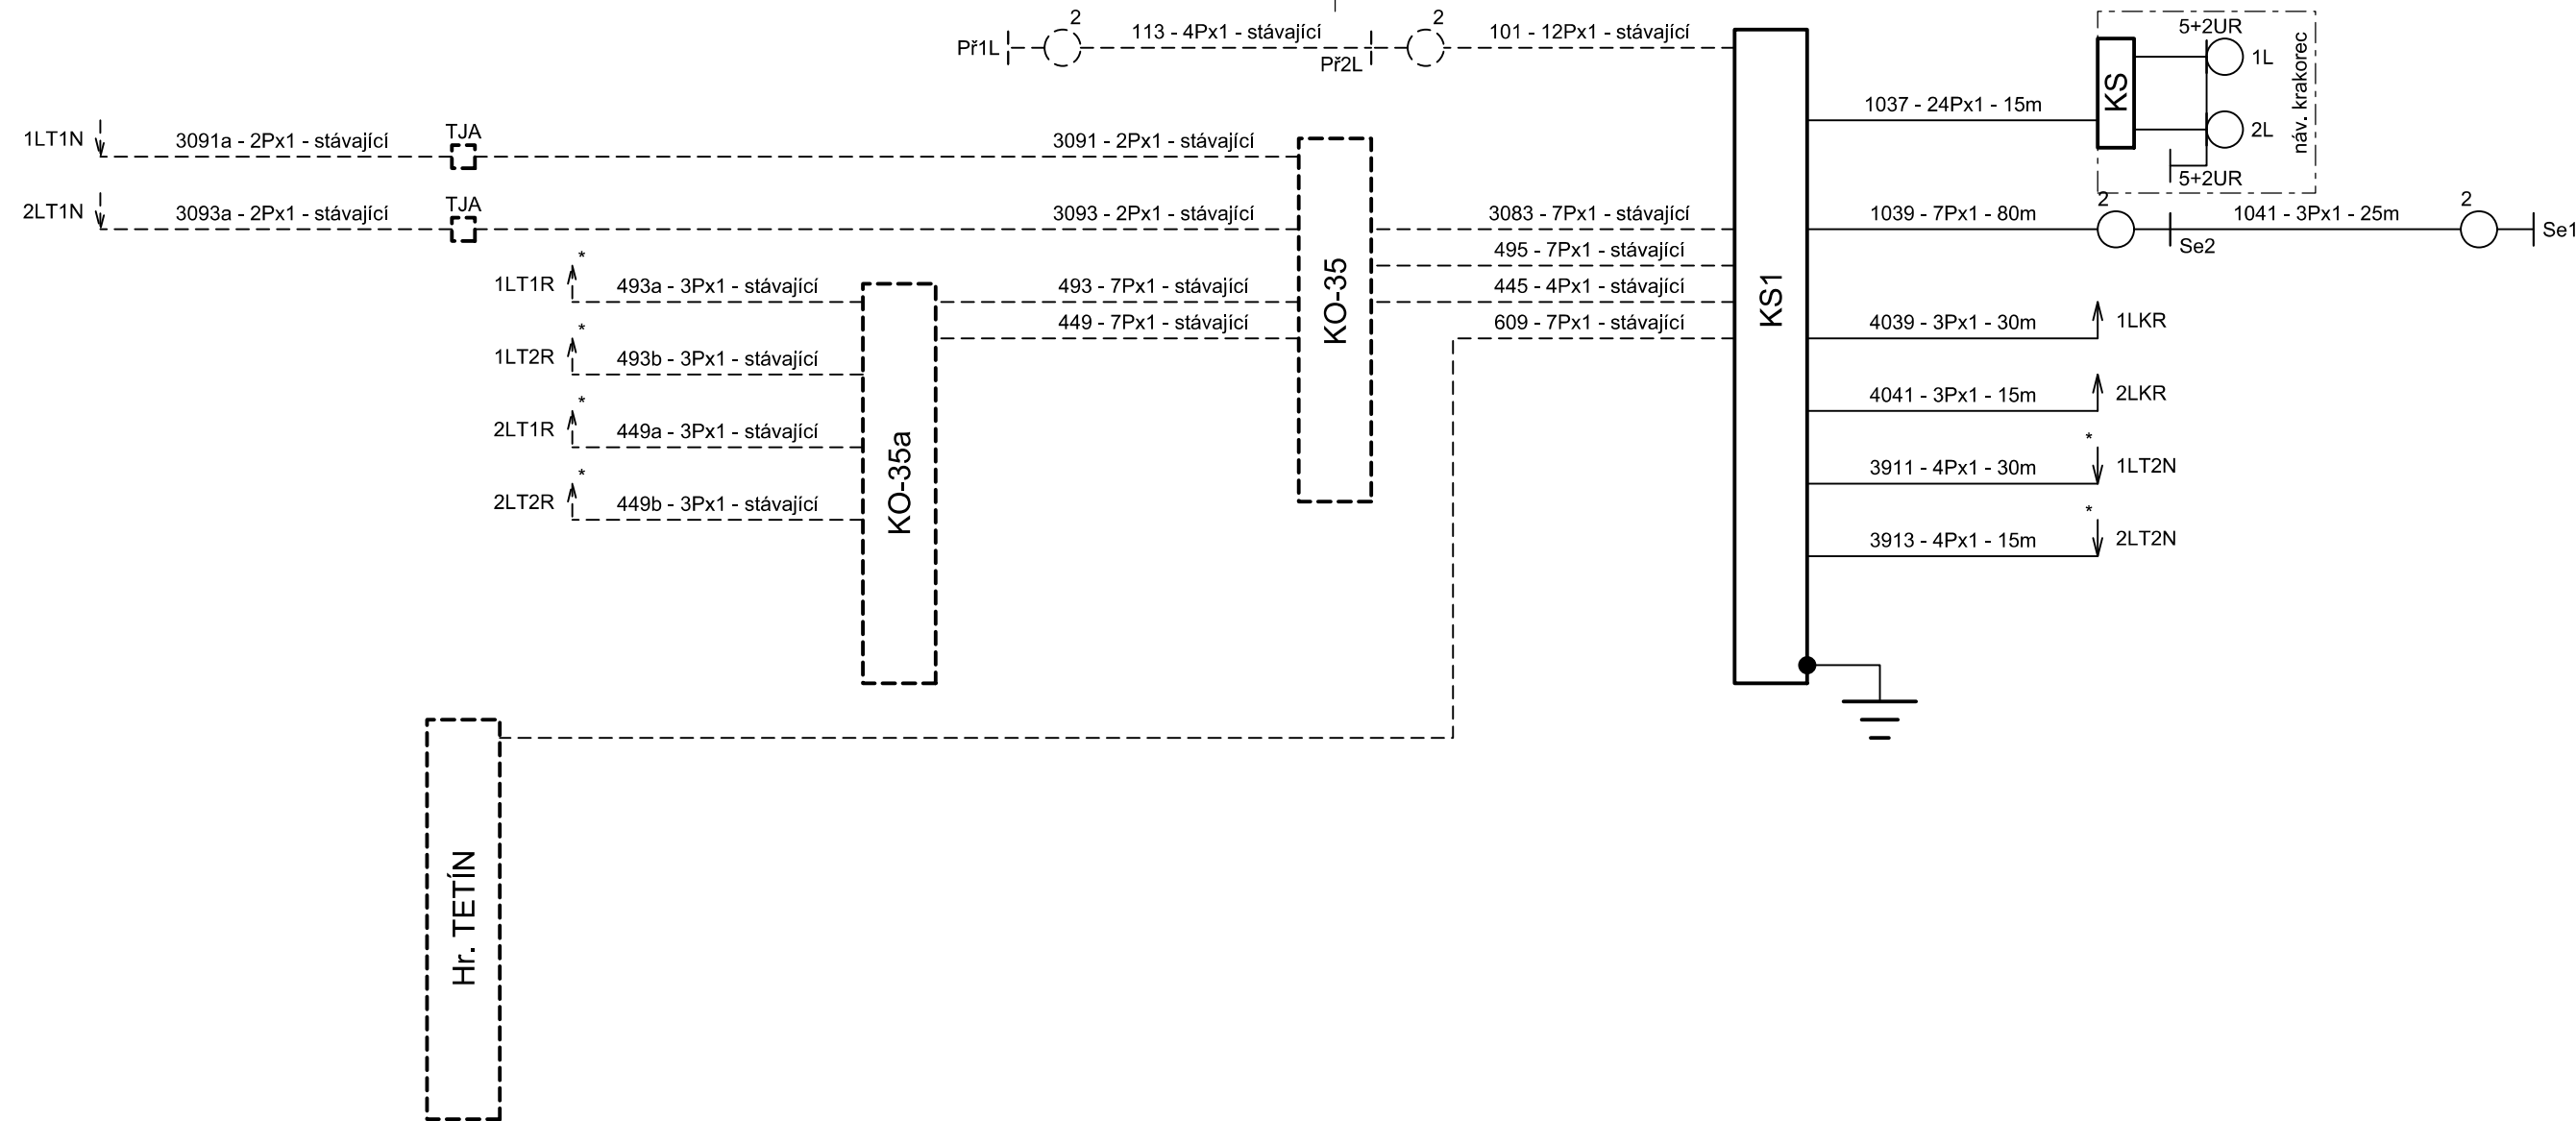 2
113 - 4Px1 - stávající
2
101 - 12Px1 - stávající
Př1L
Př2L
5+2UR
1L
KS
2L
5+2UR
náv. krakorec
1037 - 24Px1 - 15m
1LT1N
3091a - 2Px1 - stávající
TJA
3091 - 2Px1 - stávající
2LT1N
3093a - 2Px1 - stávající
TJA
3093 - 2Px1 - stávající
3083 - 7Px1 - stávající
1039 - 7Px1 - 80m
2
Se2
1041 - 3Px1 - 25m
2
Se1
495 - 7Px1 - stávající
*
1LT1R
493a - 3Px1 - stávající
493 - 7Px1 - stávající
445 - 4Px1 - stávající
KO-35
KS1
449 - 7Px1 - stávající
609 - 7Px1 - stávající
4039 - 3Px1 - 30m
1LKR
*
1LT2R
493b - 3Px1 - stávající
4041 - 3Px1 - 15m
2LKR
*
2LT1R
449a - 3Px1 - stávající
KO-35a
3911 - 4Px1 - 30m
*
1LT2N
*
2LT2R
449b - 3Px1 - stávající
3913 - 4Px1 - 15m
*
2LT2N
Hr. TETÍN